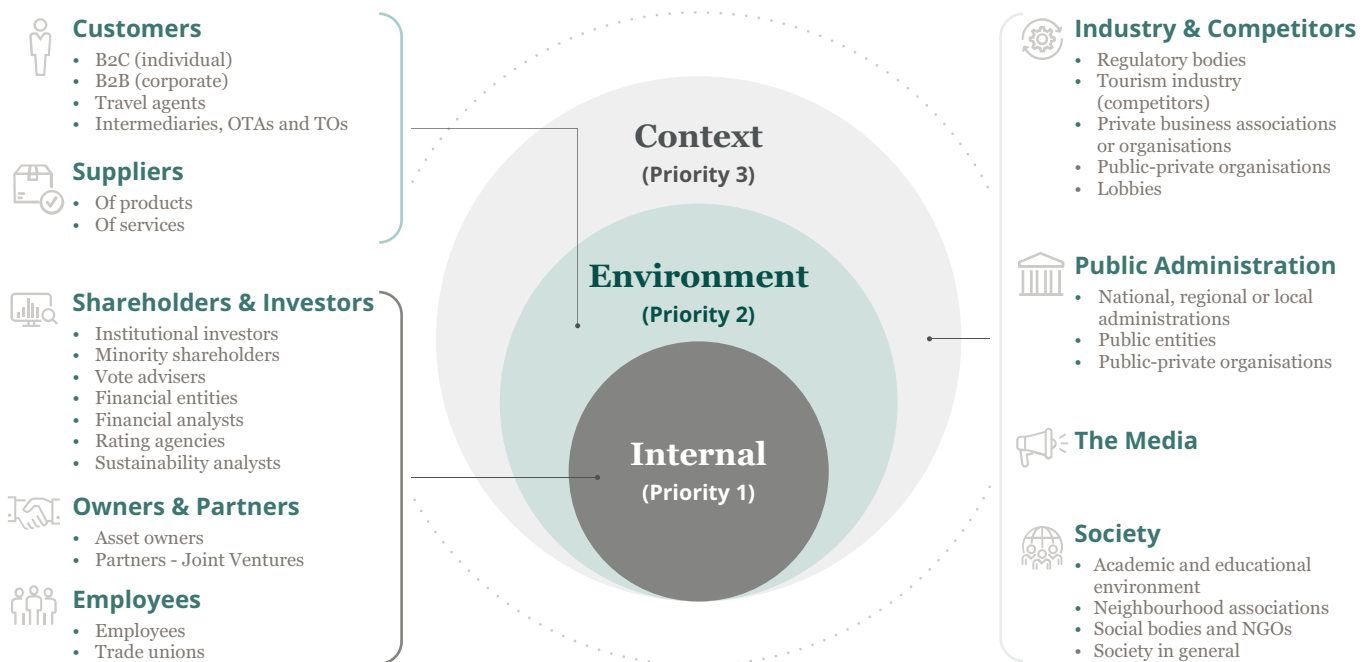 Customers
• B2C (individual)
• B2B (corporate)
• Travel agents
• Intermediaries, OTAs and TOs
Suppliers
• Of products
• Of services
Shareholders & Investors
• Institutional investors
• Minority shareholders
• Vote advisers
• Financial entities
• Financial analysts
• Rating agencies
• Sustainability analysts
Owners & Partners
• Asset owners
• Partners - Joint Ventures
Employees
• Employees
• Trade unions
Context
(Priority 3)
Environment
(Priority 2)
Internal
(Priority 1)
Industry & Competitors
• Regulatory bodies
• Tourism industry
(competitors)
• Private business associations
or organisations
• Public-private organisations
• Lobbies
Public Administration
• National, regional or local
administrations
• Public entities
• Public-private organisations
The Media
Society
• Academic and educational
environment
• Neighbourhood associations
• Social bodies and NGOs
• Society in general